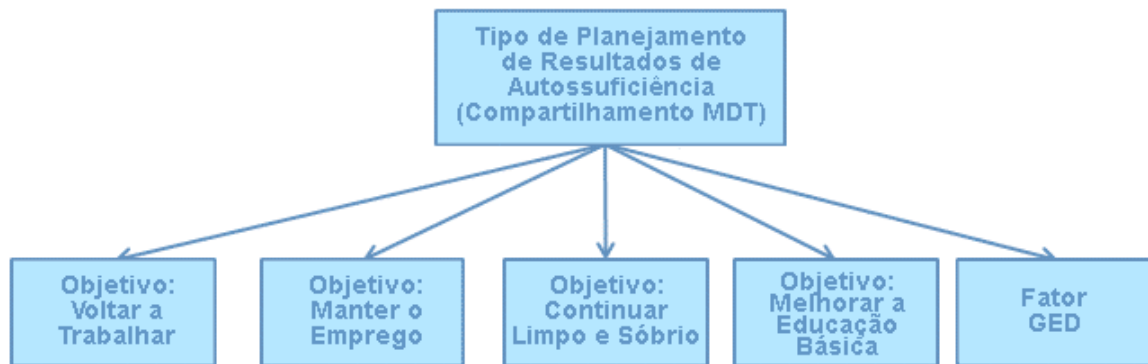 Tipo de Planejamento
de Resultados de
Autossuficiência
(Compartilhamento MDT)
Objetivo:
Voltar a
Trabalhar
Objetivo:
Manter o
Emprego
Objetivo:
Continuar
Limpo e Sóbrio
Objetivo:
Melhorar a
Educação
Básica
Fator
GED